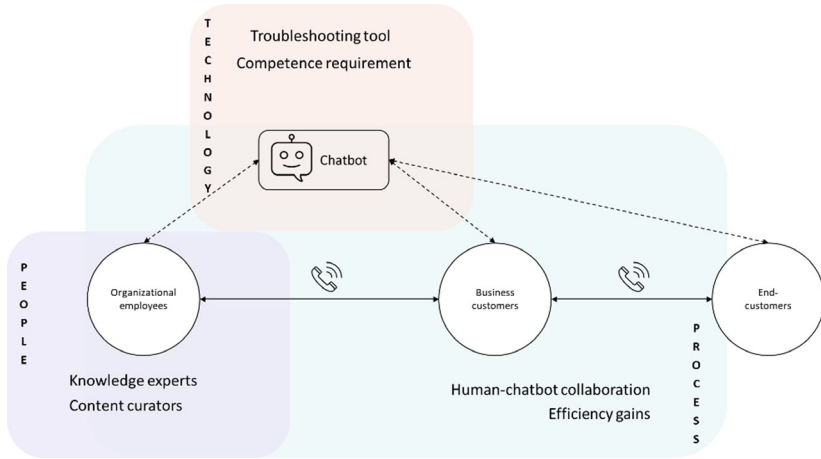 TECHNOLOGY
Troubleshooting tool
Competence requirement
Chatbot
PEOPLE
Organizational
employees
Business
customers
End-
customers
Knowledge experts
Content curators
PROCESS
Human-chatbot collaboration
Efficiency gains